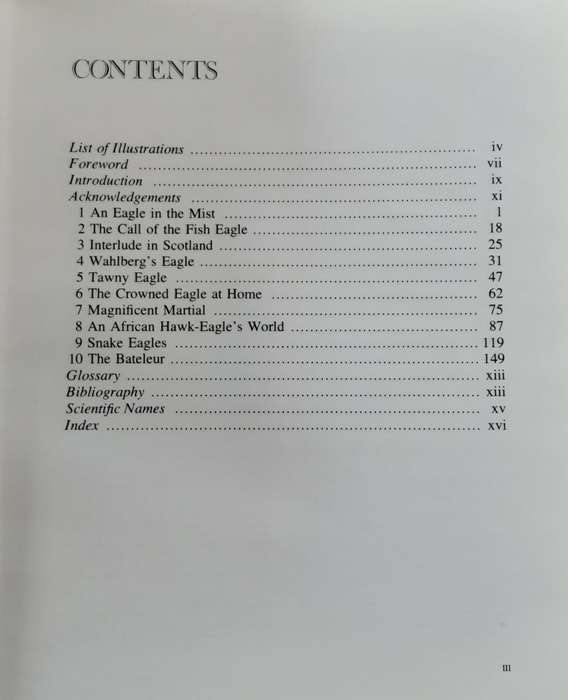 CONTENTS
List of Illustrations ........................ iv
Foreword ........................ vii
Introduction ........................ ix
Acknowledgements ........................ xi
1 An Eagle in the Mist ........................ 1
2 The Call of the Fish Eagle ........................ 18
3 Interlude in Scotland ........................ 25
4 Wahlberg's Eagle ........................ 31
5 Tawny Eagle ........................ 47
6 The Crowned Eagle at Home ........................ 62
7 Magnificent Martial ........................ 75
8 An African Hawk-Eagle's World ........................ 87
9 Snake Eagles ........................ 119
10 The Bateleur ........................ 149
Glossary ........................ xiii
Bibliography ........................ xiii
Scientific Names ........................ xv
Index ........................ xvi
iii